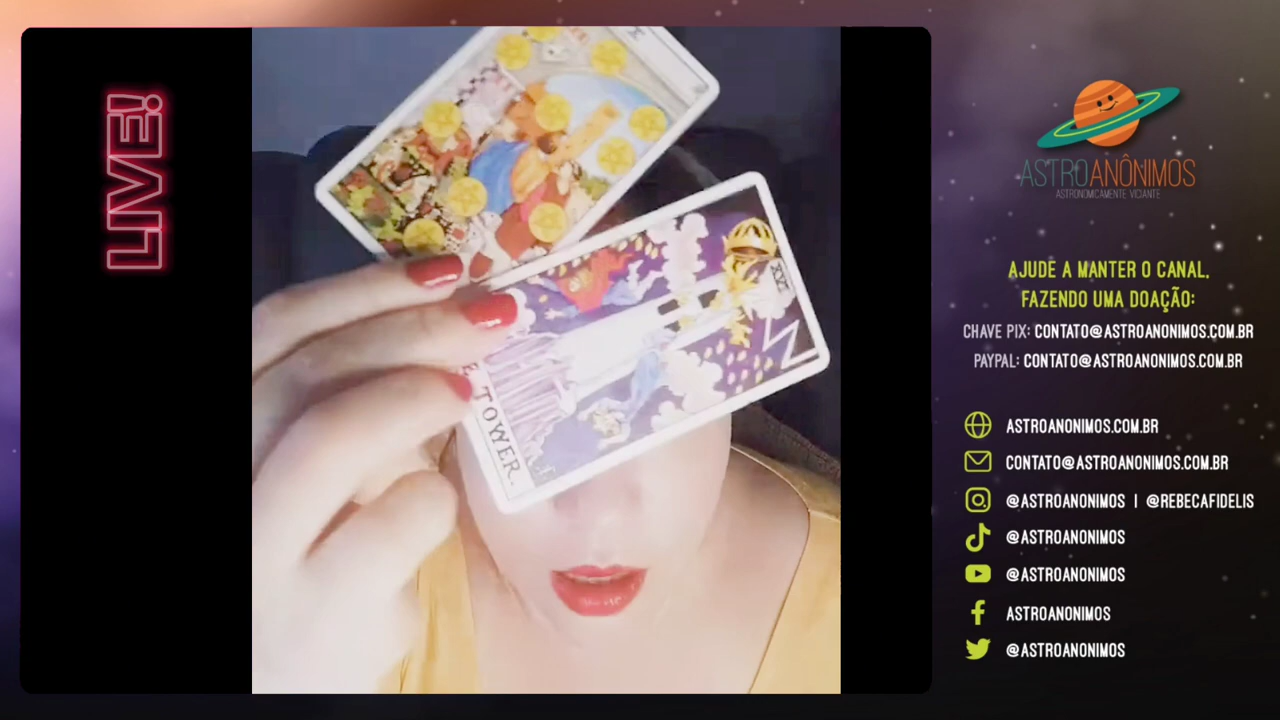 LIVE!
XVI
THE TOWER.
ASTROANÔNIMOS
ASTRONOMICAMENTE VICIANTE
AJUDE A MANTER O CANAL,
FAZENDO UMA DOAÇÃO:
CHAVE PIX: CONTATO@ASTROANONIMOS.COM.BR
PAYPAL: CONTATO@ASTROANONIMOS.COM.BR
ASTROANONIMOS.COM.BR
CONTATO@ASTROANONIMOS.COM.BR
@ASTROANONIMOS | @REBECAFIDELIS
@ASTROANONIMOS
@ASTROANONIMOS
ASTROANONIMOS
@ASTROANONIMOS